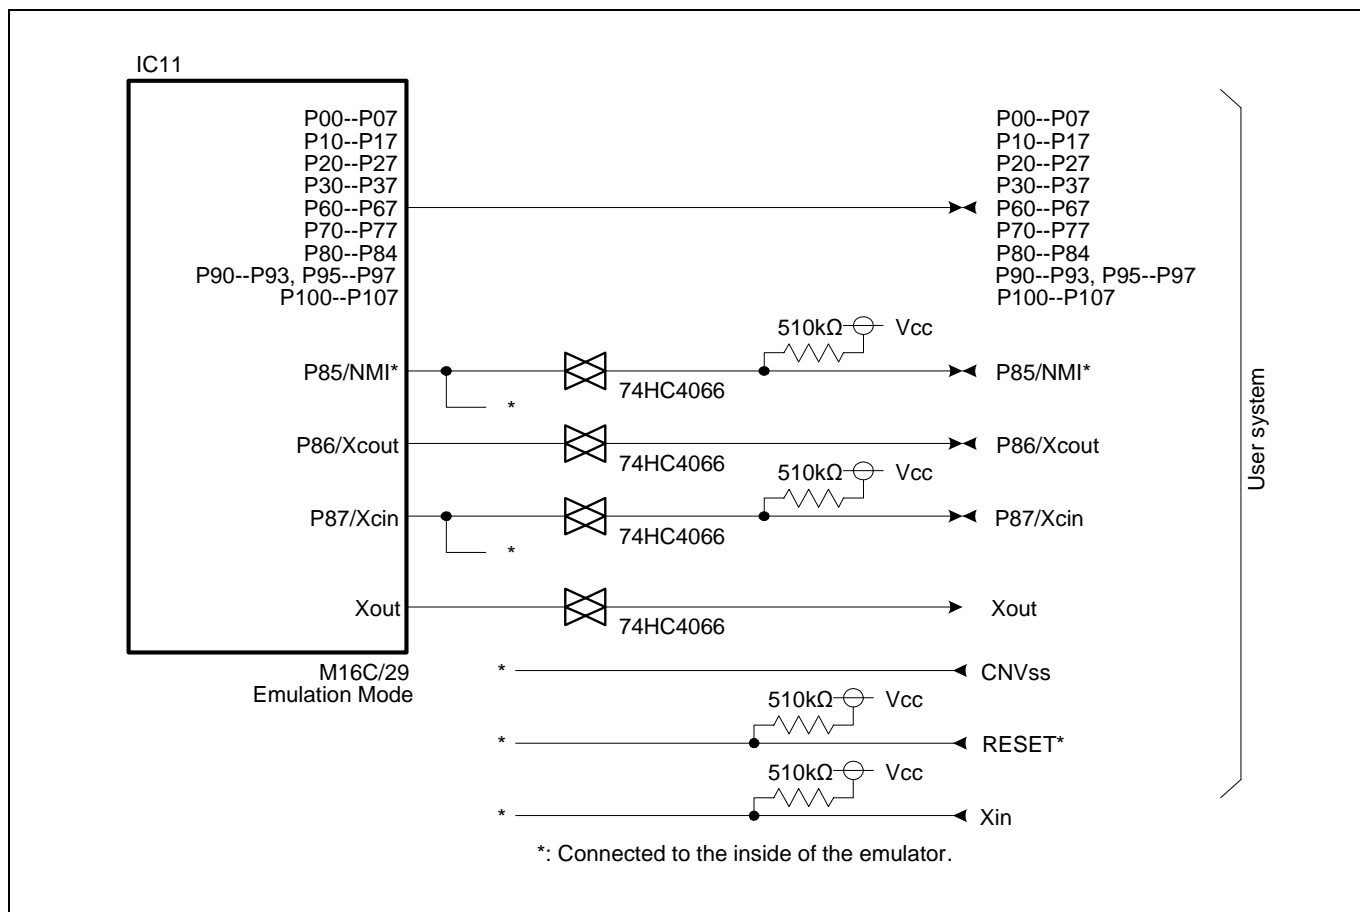 IC11
P00--P07
P10--P17
P20--P27
P30--P37
P60--P67
P70--P77
P80--P84
P90--P93, P95--P97
P100--P107
P00--P07
P10--P17
P20--P27
P30--P37
P60--P67
P70--P77
P80--P84
P90--P93, P95--P97
P100--P107
510kΩ Vcc
P85/NMI* P85/NMI*
74HC4066
*
P86/Xcout P86/Xcout
74HC4066
510kΩ Vcc
P87/Xcin P87/Xcin
74HC4066
*
Xout Xout
74HC4066
M16C/29
Emulation Mode
* CNVss
510kΩ Vcc
* RESET*
510kΩ Vcc
* Xin
User system
*: Connected to the inside of the emulator.